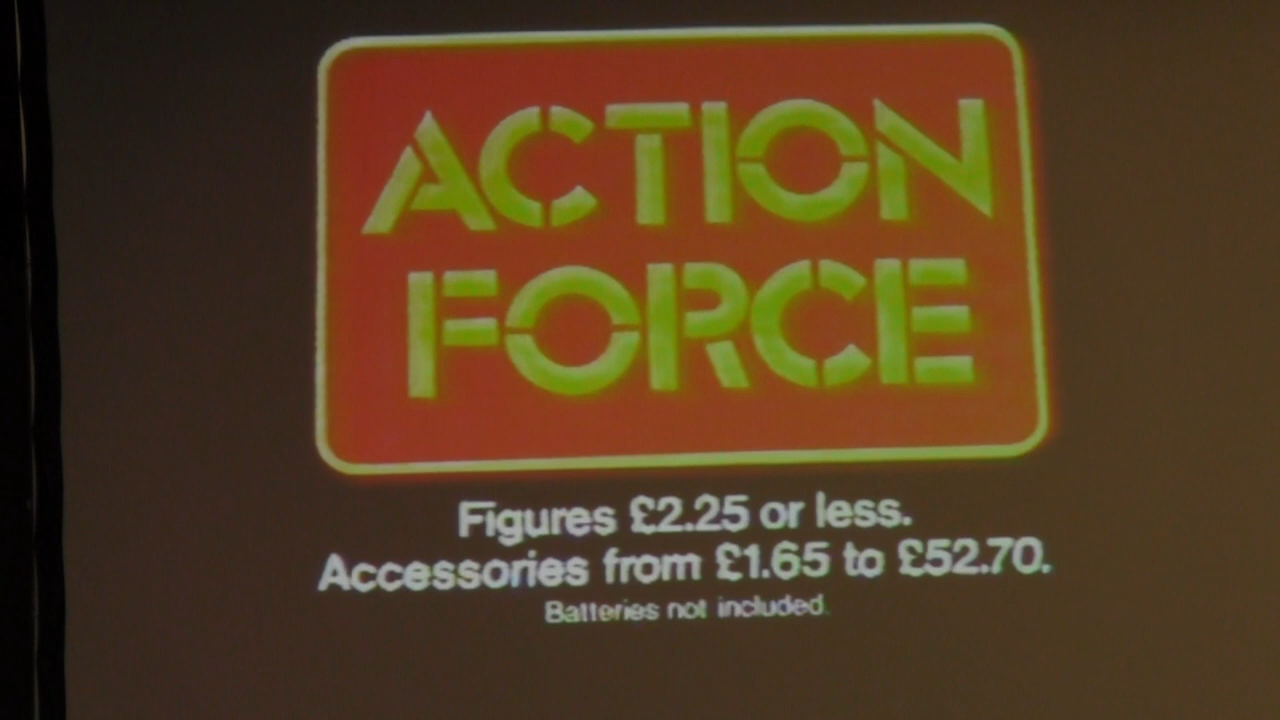 ACTION
FORCE
Figures £2.25 or less.
Accessories from £1.65 to £52.70.
Batteries not included.